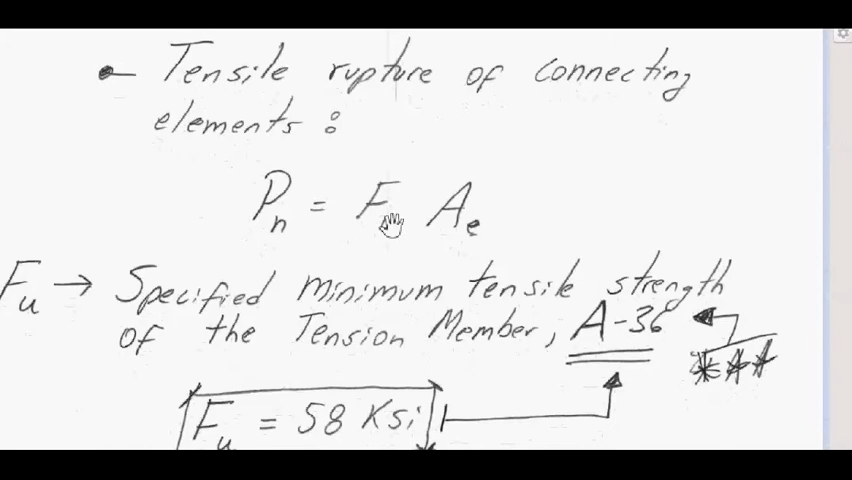 • Tensile rupture of connecting
elements :
Pn = F Ae
Fu → Specified minimum tensile strength
of the Tension Member, A-36
***
Fu = 58 Ksi